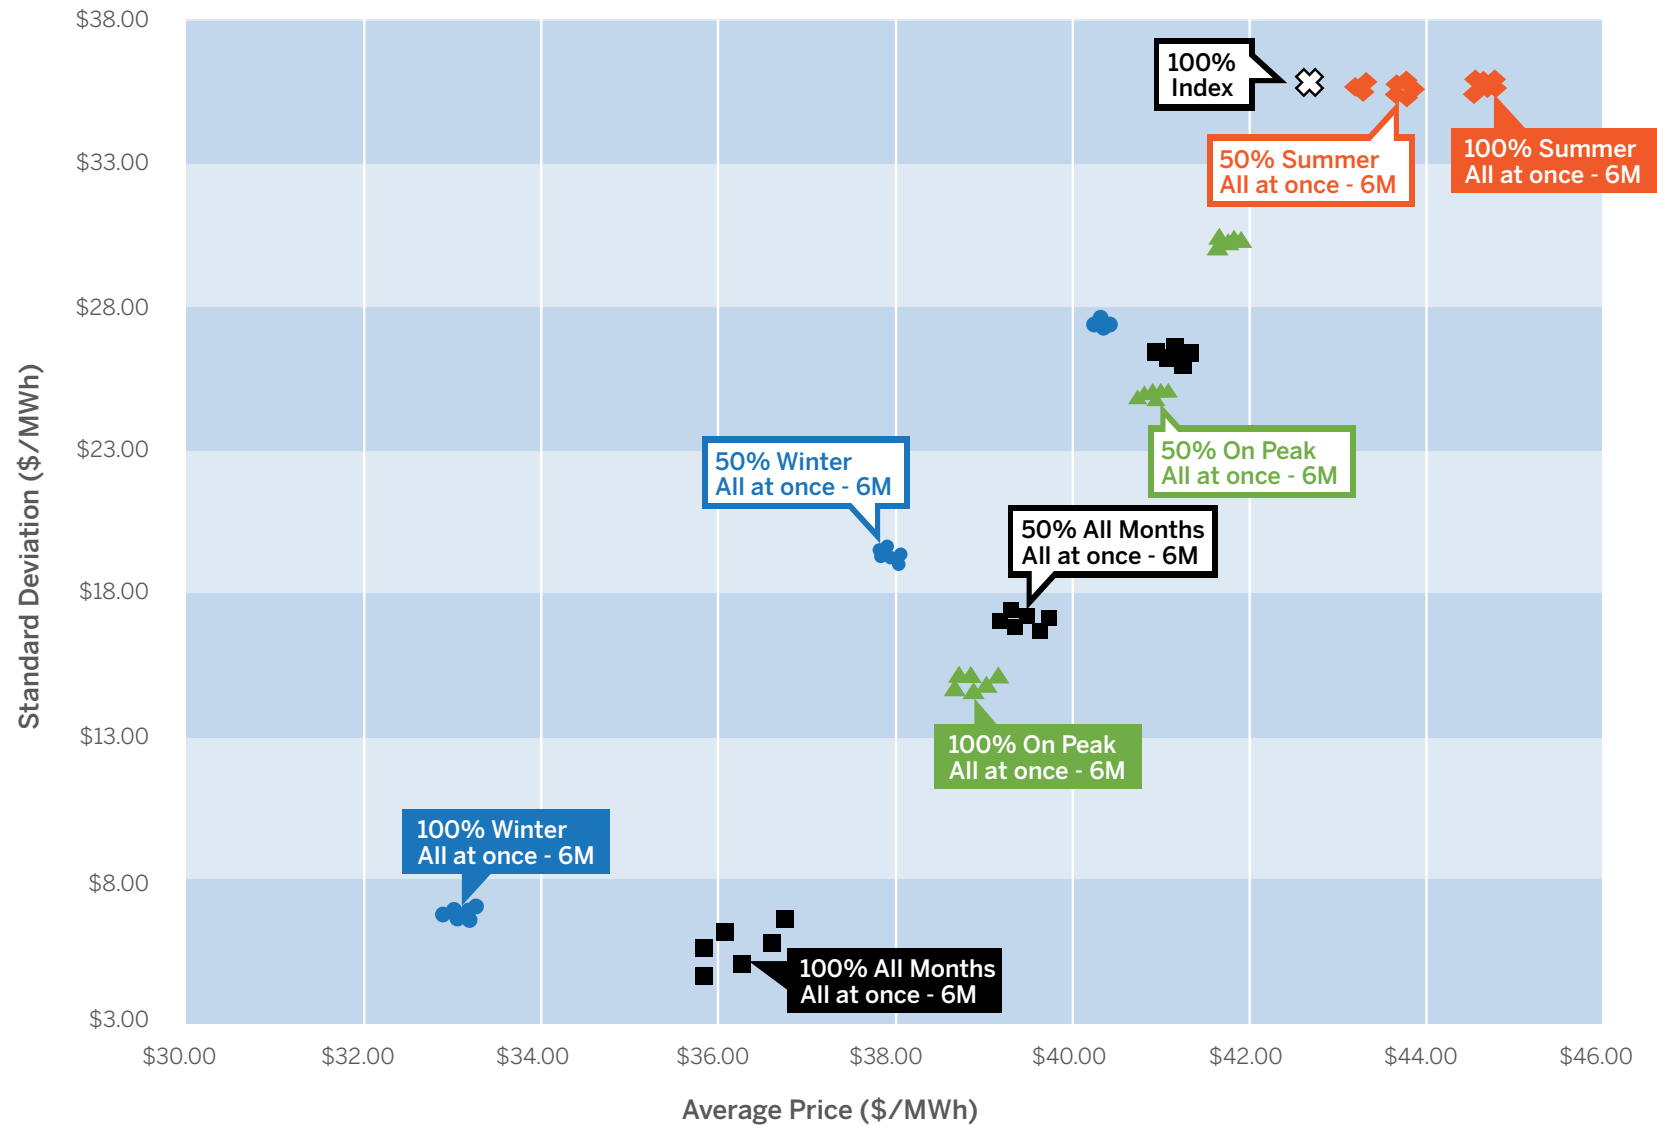 $38.00
$33.00
$28.00
$23.00
$18.00
$13.00
$8.00
$3.00
Standard Deviation ($/MWh)
100%
Index
50% Summer
All at once - 6M
100% Summer
All at once - 6M
50% On Peak
All at once - 6M
50% Winter
All at once - 6M
50% All Months
All at once - 6M
100% On Peak
All at once - 6M
100% Winter
All at once - 6M
100% All Months
All at once - 6M
$30.00
$32.00
$34.00
$36.00
$38.00
$40.00
$42.00
$44.00
$46.00
Average Price ($/MWh)